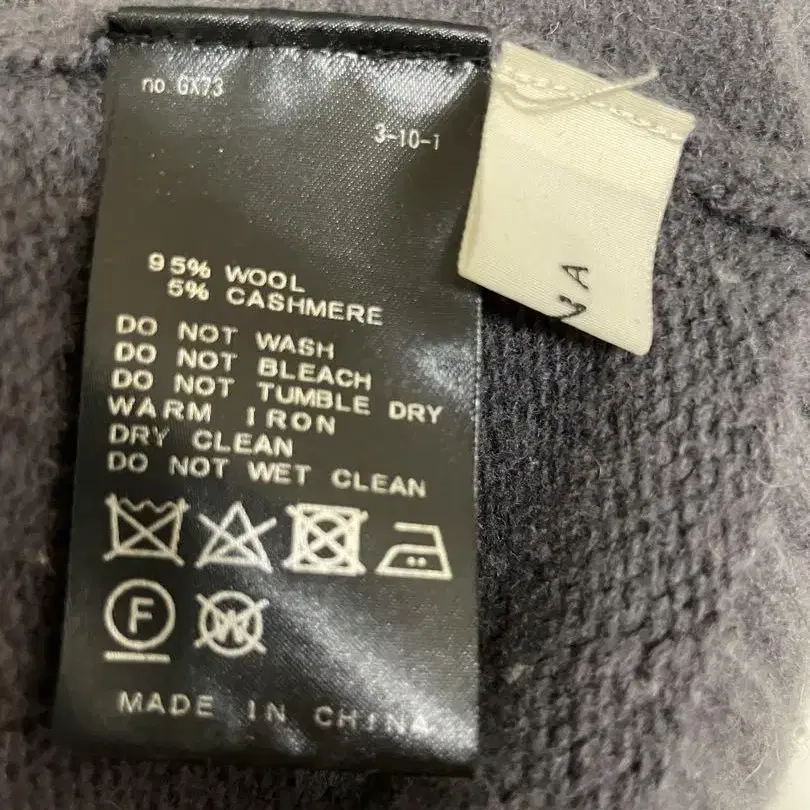 no GX73
3-10-1
95% WOOL
5% CASHMERE
DO NOT WASH
DO NOT BLEACH
DO NOT TUMBLE DRY
WARM IRON
DRY CLEAN
DO NOT WET CLEAN
F
W
MADE IN CHINA